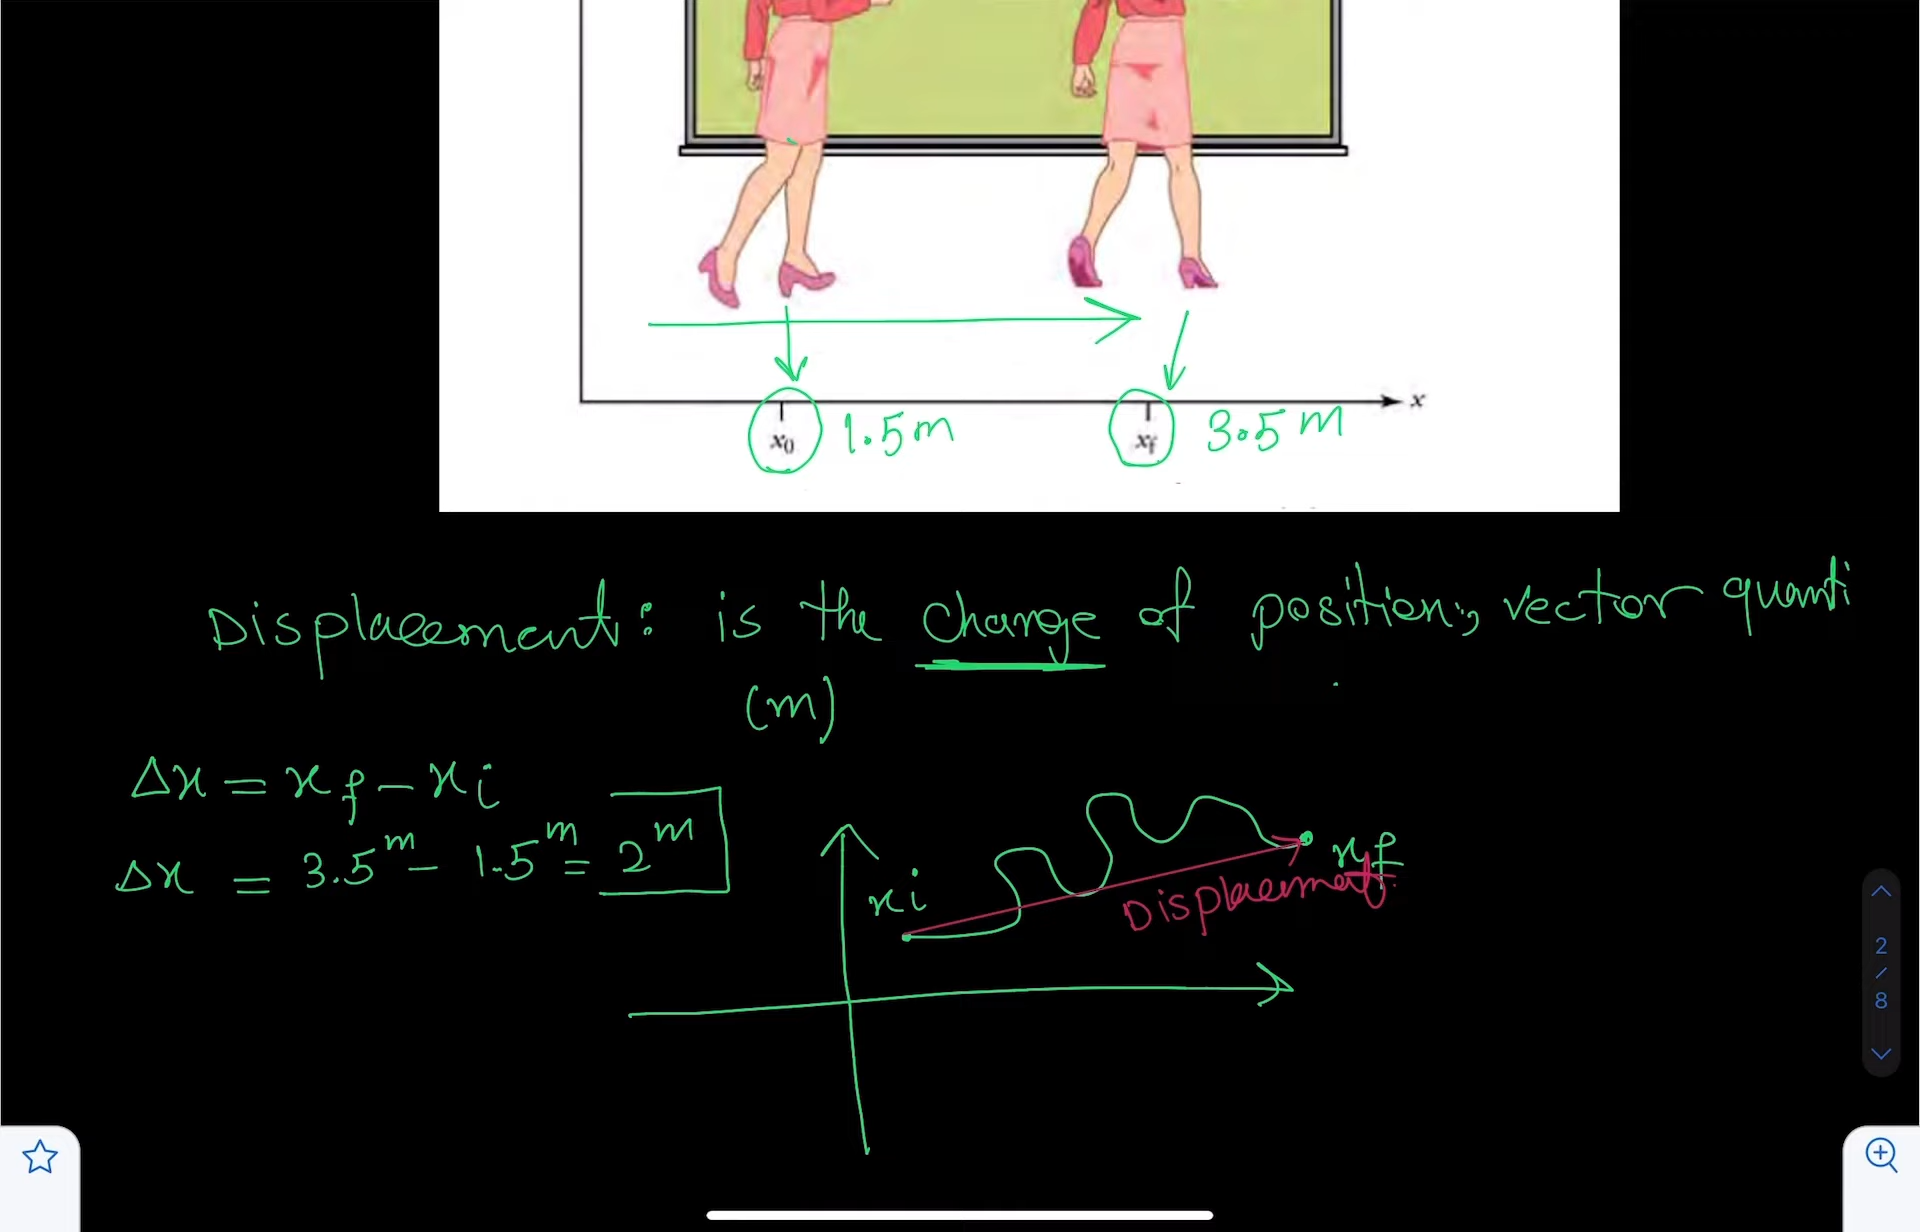 x
x₀ 1.5m xf 3.5m
Displacement: is the change of position, vector quanti
(m)
Δx = xf - xi
Δx = 3.5m - 1.5m = 2m
xi
xf
Displacement
2
/
8